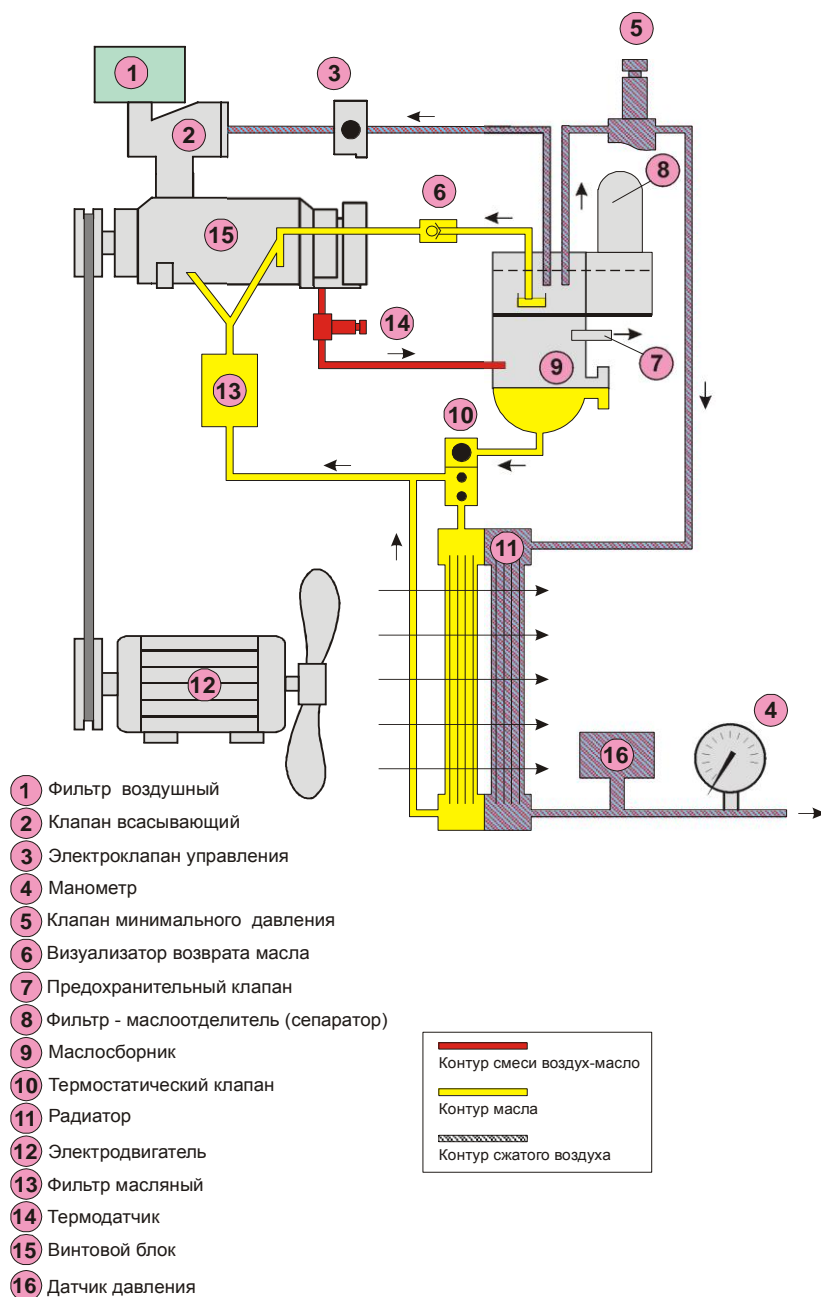 1
2
3
5
8
6
15
14
7
9
13
10
11
12
4
16
1 Фильтр воздушный
2 Клапан всасывающий
3 Электроклапан управления
4 Манометр
5 Клапан минимального давления
6 Визуализатор возврата масла
7 Предохранительный клапан
8 Фильтр - маслоотделитель (сепаратор)
9 Маслосборник
10 Термостатический клапан
11 Радиатор
12 Электродвигатель
13 Фильтр масляный
14 Термодатчик
15 Винтовой блок
16 Датчик давления
Контур смеси воздух-масло
Контур масла
Контур сжатого воздуха